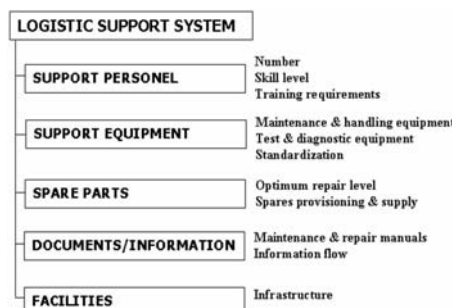 LOGISTIC SUPPORT SYSTEM
SUPPORT PERSONEL
Number
Skill level
Training requirements
SUPPORT EQUIPMENT
Maintenance & handling equipment
Test & diagnostic equipment
Standardization
SPARE PARTS
Optimum repair level
Spares provisioning & supply
DOCUMENTS/INFORMATION
Maintenance & repair manuals
Information flow
FACILITIES
Infrastructure